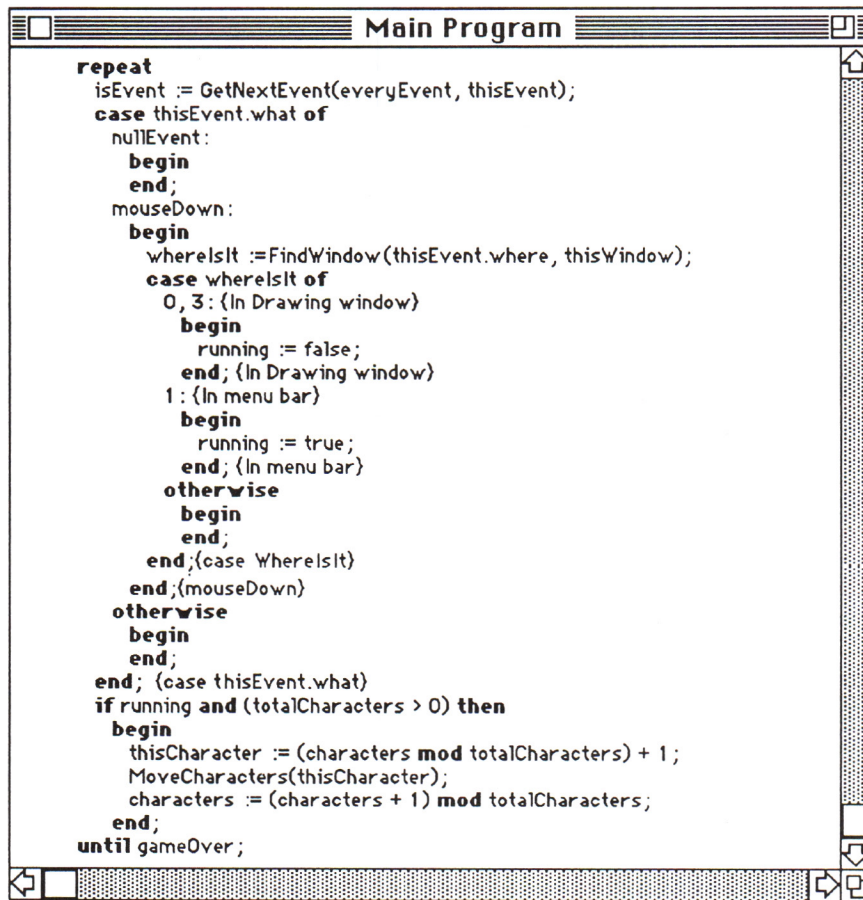 Main Program
repeat
isEvent := GetNextEvent(everyEvent, thisEvent);
case thisEvent.what of
nullEvent:
begin
end;
mouseDown:
begin
whereIsIt :=FindWindow(thisEvent.where, thisWindow);
case whereIsIt of
0, 3: {In Drawing window}
begin
running := false;
end; {In Drawing window}
1: {In menu bar}
begin
running := true;
end; {In menu bar}
otherwise
begin
end;
end;{case WhereIsIt}
end;{mouseDown}
otherwise
begin
end;
end; {case thisEvent.what}
if running and (totalCharacters > 0) then
begin
thisCharacter := (characters mod totalCharacters) + 1;
MoveCharacters(thisCharacter);
characters := (characters + 1) mod totalCharacters;
end;
until gameOver;